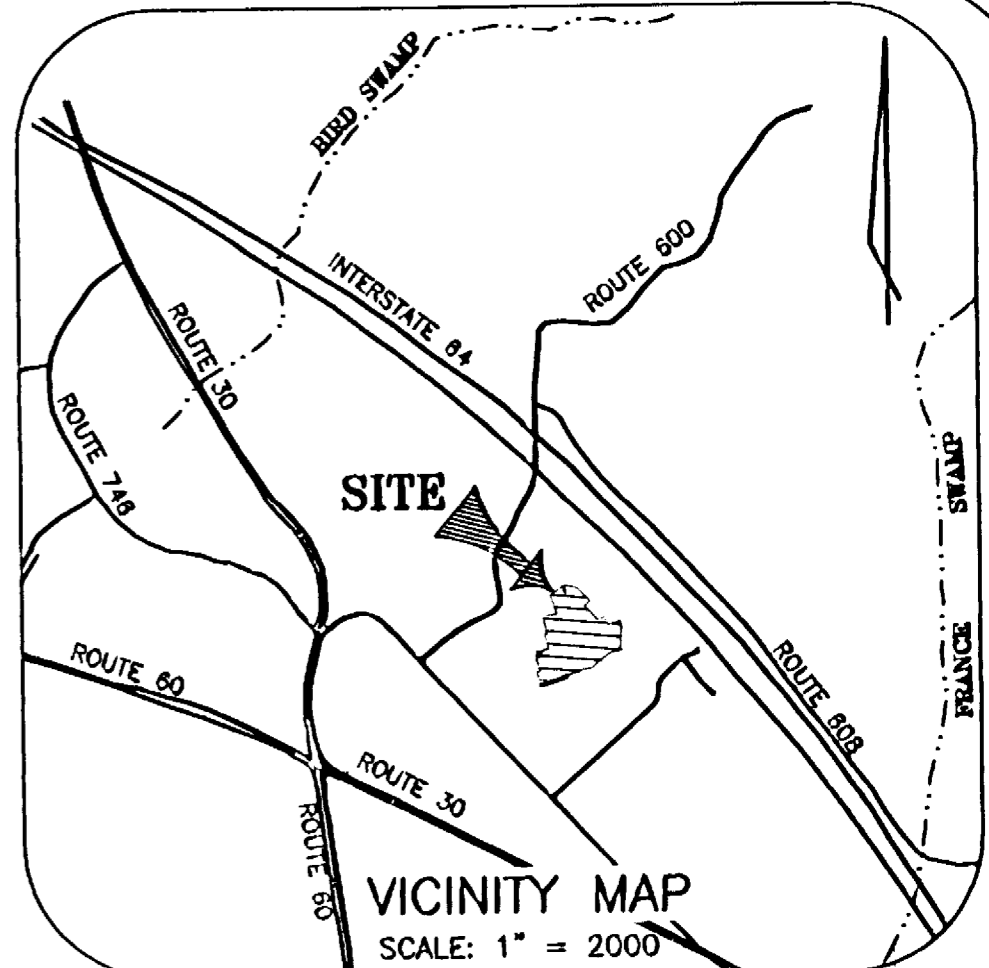 BIRD SWAMP
ROUTE 600
INTERSTATE 64
ROUTE 30
ROUTE 746
SITE
SWAMP
FRANCE
ROUTE 60
ROUTE 608
ROUTE 30
ROUTE 60
VICINITY MAP
SCALE: 1" = 2000